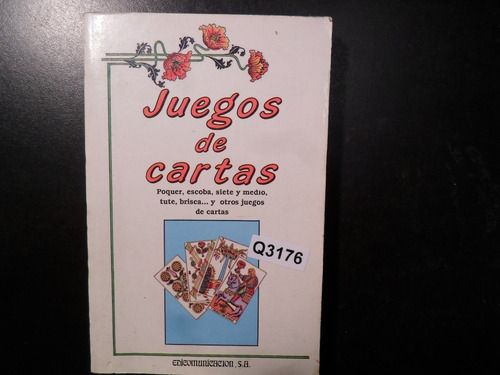 Juegos
de
cartas
Poquer, escoba, siete y medio,
tute, brisca... y otros juegos
de cartas
Q3176
EDICOMUNICACION, S.A.